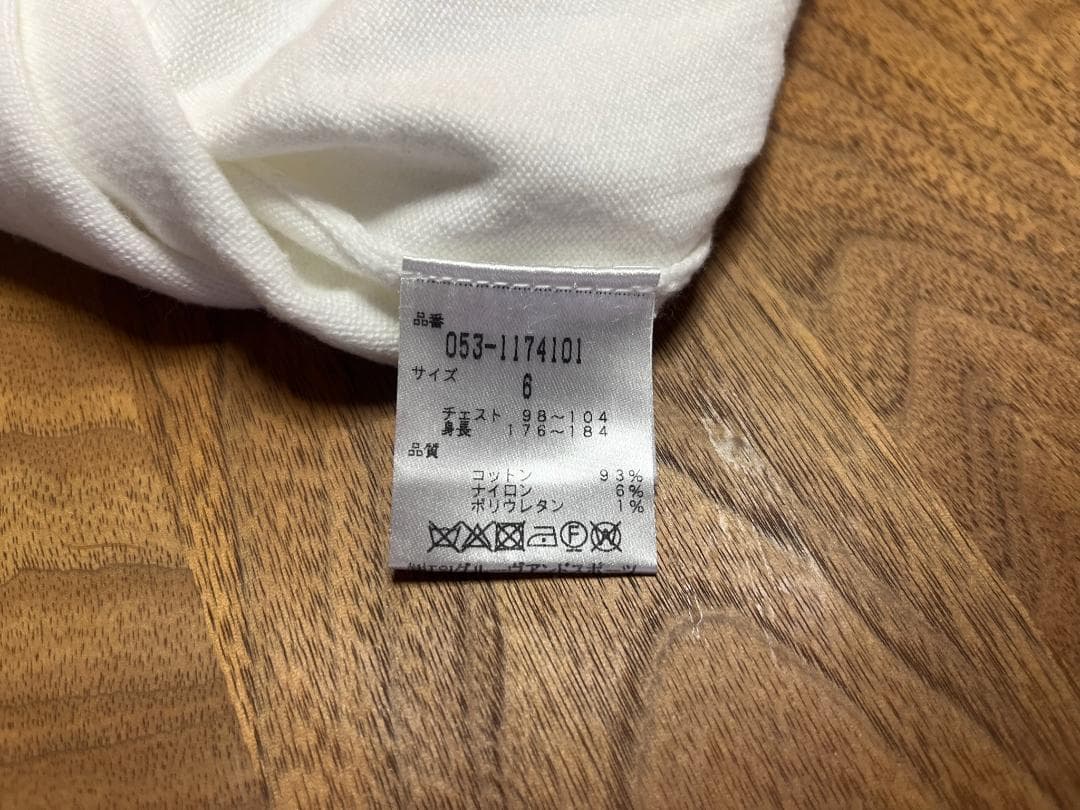 品番
053-1174101
サイズ
6
チェスト 98〜104
身長 176〜184
品質
コットン 93%
ナイロン 6%
ポリウレタン 1%